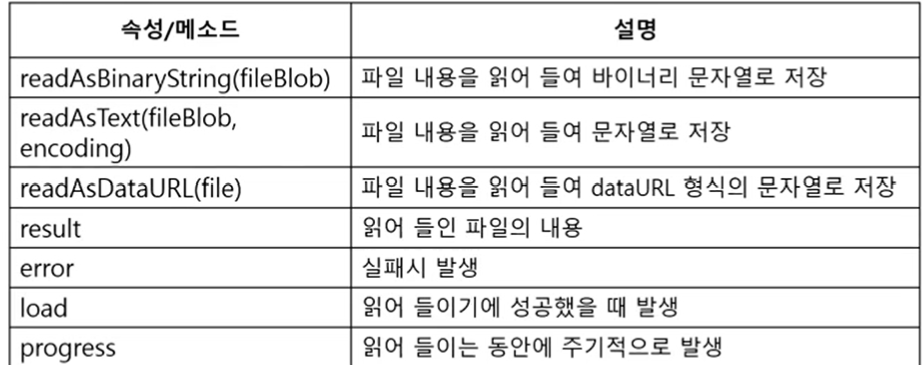 속성/메소드 설명
readAsBinaryString(fileBlob) 파일 내용을 읽어 들여 바이너리 문자열로 저장
readAsText(fileBlob,
encoding) 파일 내용을 읽어 들여 문자열로 저장
readAsDataURL(file) 파일 내용을 읽어 들여 dataURL 형식의 문자열로 저장
result 읽어 들인 파일의 내용
error 실패시 발생
load 읽어 들이기에 성공했을 때 발생
progress 읽어 들이는 동안에 주기적으로 발생